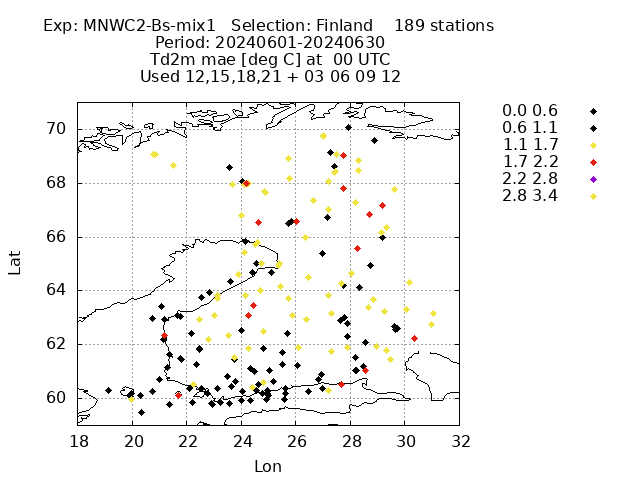 Exp: MNWC2-Bs-mix1   Selection: Finland    189 stations
Period: 20240601-20240630
Td2m mae [deg C] at  00 UTC
Used 12,15,18,21 + 03 06 09 12
0.0 0.6
0.6 1.1
1.1 1.7
1.7 2.2
2.2 2.8
2.8 3.4
70
68
66
64
62
60
Lat
18 20 22 24 26 28 30 32
Lon